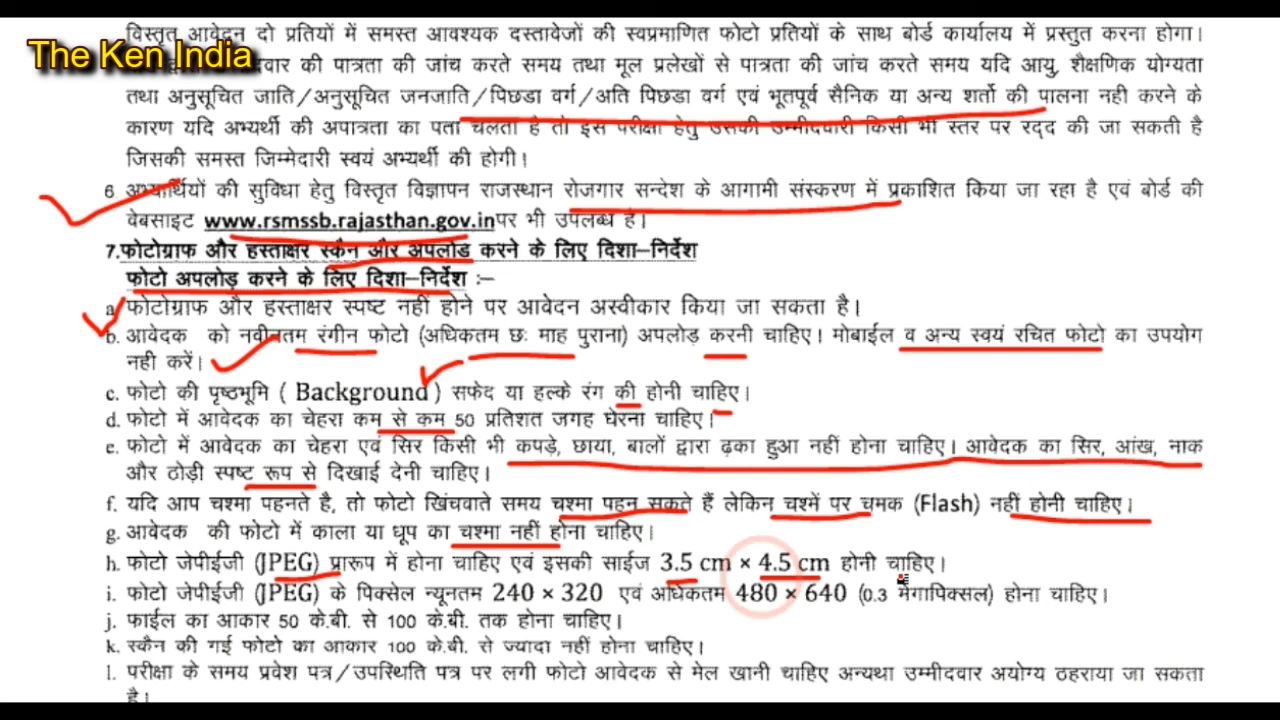 विस्तृत आवेदन दो प्रतियों में समस्त आवश्यक दस्तावेजों की स्वप्रमाणित फोटो प्रतियों के साथ बोर्ड कार्यालय में प्रस्तुत करना होगा।
The Ken India
की पात्रता की जांच करते समय तथा मूल प्रलेखों से पात्रता की जांच करते समय यदि आयु, शैक्षणिक योग्यता
तथा अनुसूचित जाति/अनुसूचित जनजाति/पिछडा वर्ग/अति पिछडा वर्ग एवं भूतपूर्व सैनिक या अन्य शर्तो की पालना नही करने के
कारण यदि अभ्यर्थी की अपात्रता का पता चलता है तो इस परीक्षा हेतु उसकी उम्मीदवारी किसी भी स्तर पर रद्द की जा सकती है
जिसकी समस्त जिम्मेदारी स्वयं अभ्यर्थी की होगी।
6 अभ्यार्थियों की सुविधा हेतु विस्तृत विज्ञापन राजस्थान रोजगार सन्देश के आगामी संस्करण में प्रकाशित किया जा रहा है एवं बोर्ड की
वेबसाइट www.rsmssb.rajasthan.gov.in पर भी उपलब्ध है।
7.फोटोग्राफ और हस्ताक्षर स्कैन और अपलोड करने के लिए दिशा–निर्देश
फोटो अपलोड़ करने के लिए दिशा–निर्देश :–
a फोटोग्राफ और हस्ताक्षर स्पष्ट नहीं होने पर आवेदन अस्वीकार किया जा सकता है।
b. आवेदक को नवीनतम रंगीन फोटो (अधिकतम छः माह पुराना) अपलोड़ करनी चाहिए। मोबाईल व अन्य स्वयं रचित फोटो का उपयोग
नही करें।
c. फोटो की पृष्ठभूमि ( Background ) सफेद या हल्के रंग की होनी चाहिए।
d. फोटो में आवेदक का चेहरा कम से कम 50 प्रतिशत जगह घेरना चाहिए।
e. फोटो में आवेदक का चेहरा एवं सिर किसी भी कपड़े, छाया, बालों द्वारा ढ़का हुआ नहीं होना चाहिए। आवेदक का सिर, आंख, नाक
और ठोड़ी स्पष्ट रूप से दिखाई देनी चाहिए।
f. यदि आप चश्मा पहनते है, तो फोटो खिंचवाते समय चश्मा पहन सकते हैं लेकिन चश्में पर चमक (Flash) नहीं होनी चाहिए।
g. आवेदक की फोटो में काला या धूप का चश्मा नहीं होना चाहिए।
h. फोटो जेपीईजी (JPEG) प्रारूप में होना चाहिए एवं इसकी साईज 3.5 cm × 4.5 cm होनी चाहिए।
i. फोटो जेपीईजी (JPEG) के पिक्सेल न्यूनतम 240 × 320 एवं अधिकतम 480 × 640 (0.3 मेगापिक्सल) होना चाहिए।
j. फाईल का आकार 50 के.बी. से 100 के.बी. तक होना चाहिए।
k. स्कैन की गई फोटो का आकार 100 के.बी. से ज्यादा नहीं होना चाहिए।
l. परीक्षा के समय प्रवेश पत्र/उपस्थिति पत्र पर लगी फोटो आवेदक से मेल खानी चाहिए अन्यथा उम्मीदवार अयोग्य ठहराया जा सकता
है।